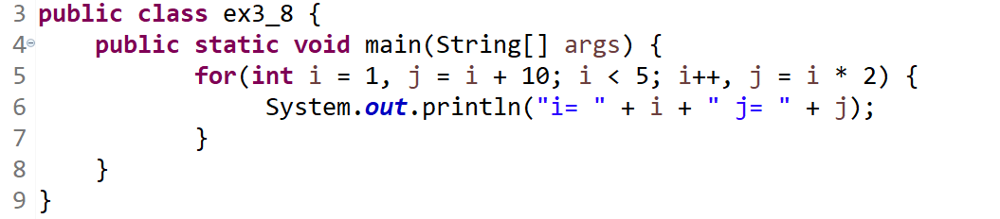 3 public class ex3_8 {
4 public static void main(String[] args) {
5 for(int i = 1, j = i + 10; i < 5; i++, j = i * 2) {
6 System.out.println("i= " + i + " j= " + j);
7 }
8 }
9 }